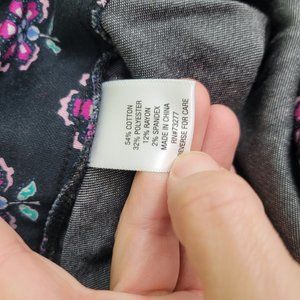 54% COTTON
32% POLYESTER
12% RAYON
2% SPANDEX
MADE IN CHINA
RN#73277
REVERSE FOR CARE